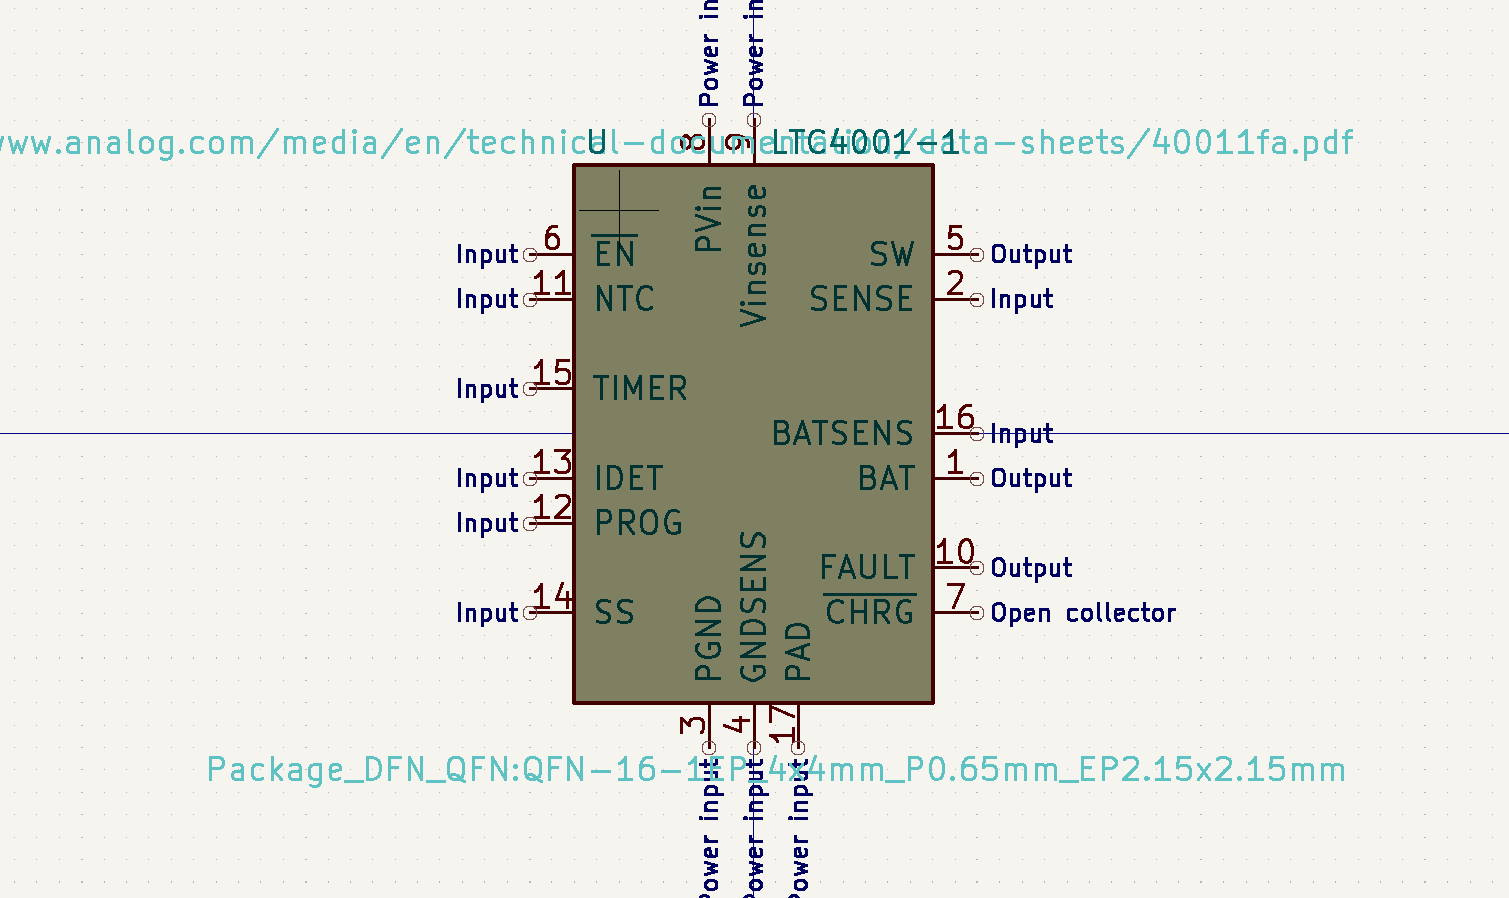 Power in
Power in
8
9
www.analog.com/media/en/technical-documentation/data-sheets/40011fa.pdf
U
LTC4001-1
PVin
Vinsense
Input 6 EN
Input 11 NTC
Input 15 TIMER
Input 13 IDET
Input 12 PROG
Input 14 SS
SW 5 Output
SENSE 2 Input
BATSENS 16 Input
BAT 1 Output
FAULT 10 Output
CHRG 7 Open collector
PGND
GNDSENS
PAD
3
4
17
Package_DFN_QFN:QFN-16-1EP_4x4mm_P0.65mm_EP2.15x2.15mm
Power input
Power input
Power input